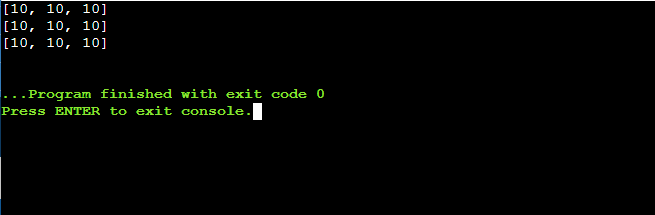 [10, 10, 10]
[10, 10, 10]
[10, 10, 10]
...Program finished with exit code 0
Press ENTER to exit console.